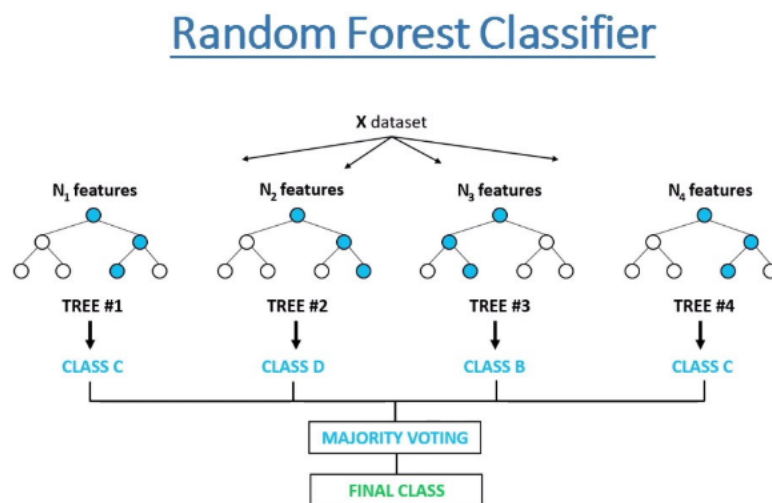 Random Forest Classifier
X dataset
N₁ features N₂ features N₃ features N₄ features
TREE #1 TREE #2 TREE #3 TREE #4
CLASS C CLASS D CLASS B CLASS C
MAJORITY VOTING
FINAL CLASS